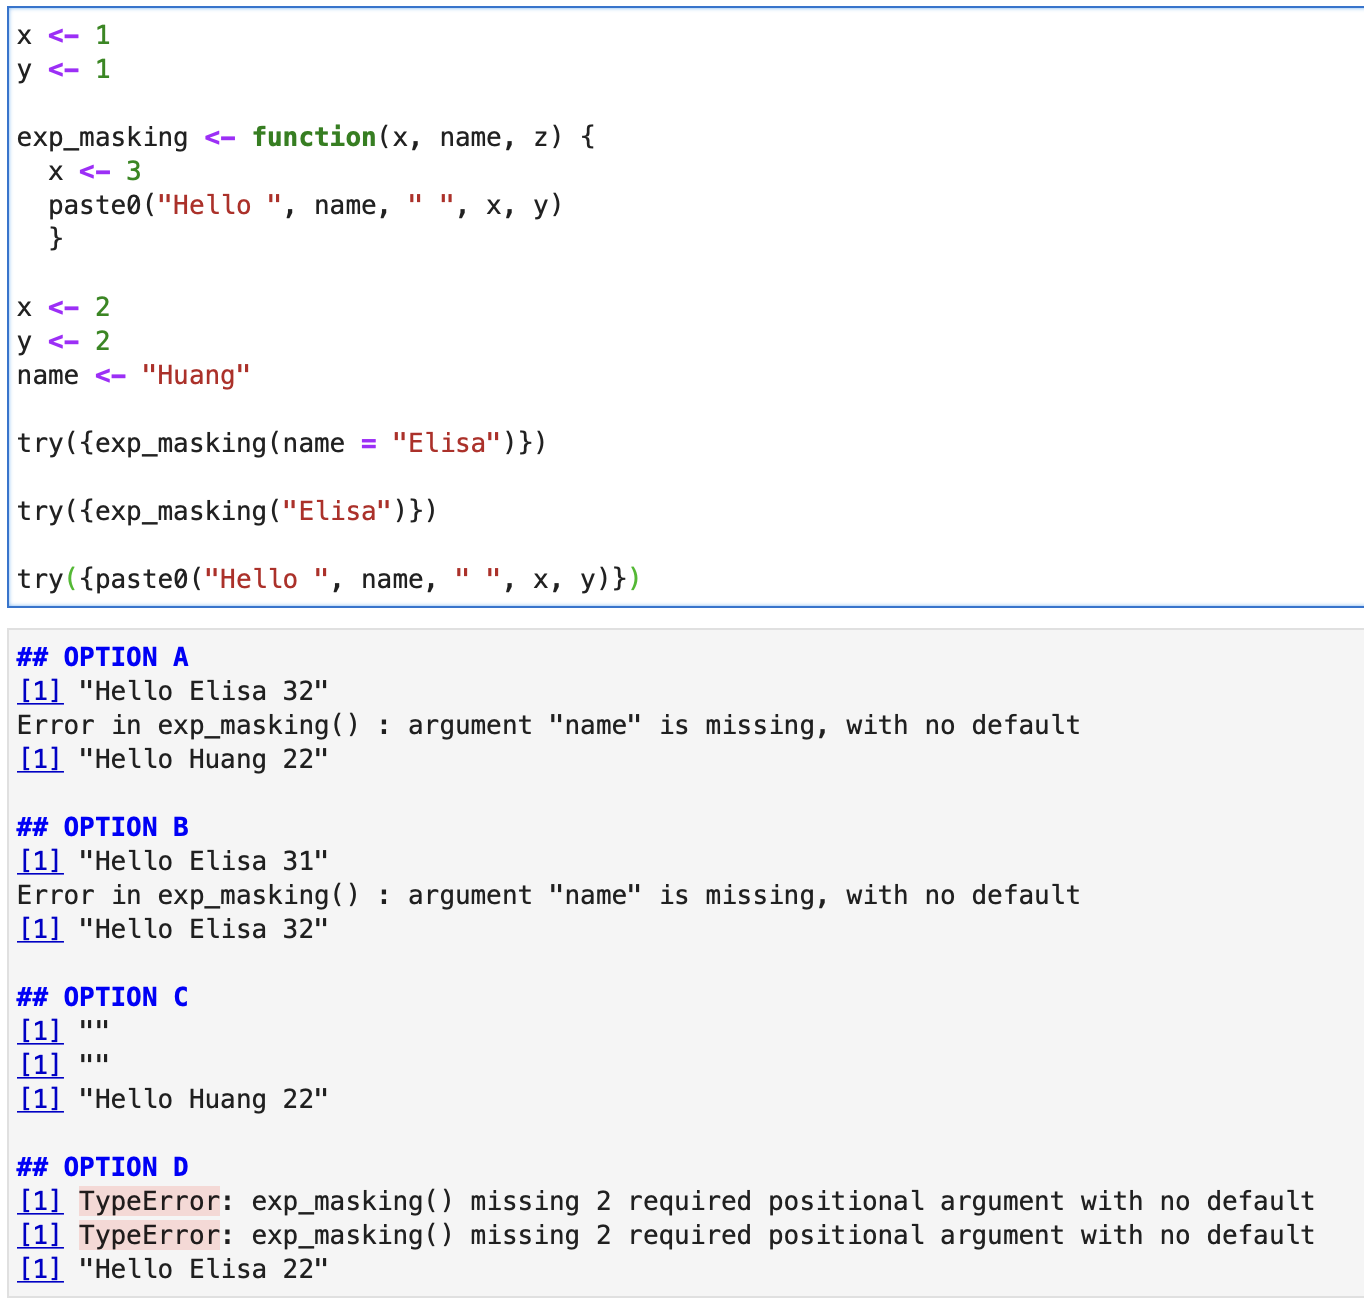 x <- 1
y <- 1
exp_masking <- function(x, name, z) {
x <- 3
paste0("Hello ", name, " ", x, y)
}
x <- 2
y <- 2
name <- "Huang"
try({exp_masking(name = "Elisa")})
try({exp_masking("Elisa")})
try({paste0("Hello ", name, " ", x, y)})
## OPTION A
[1] "Hello Elisa 32"
Error in exp_masking() : argument "name" is missing, with no default
[1] "Hello Huang 22"
## OPTION B
[1] "Hello Elisa 31"
Error in exp_masking() : argument "name" is missing, with no default
[1] "Hello Elisa 32"
## OPTION C
[1] ""
[1] ""
[1] "Hello Huang 22"
## OPTION D
[1] TypeError: exp_masking() missing 2 required positional argument with no default
[1] TypeError: exp_masking() missing 2 required positional argument with no default
[1] "Hello Elisa 22"